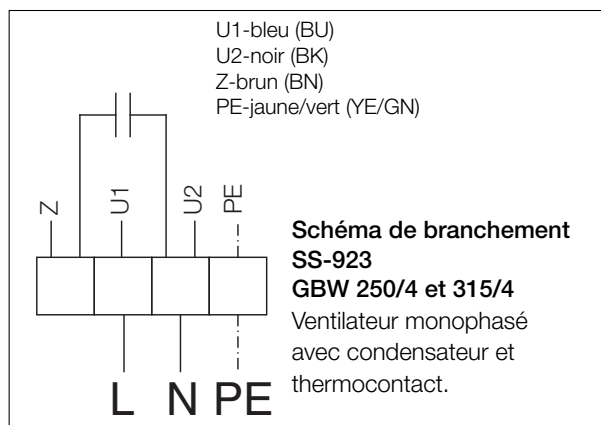 U1-bleu (BU)
U2-noir (BK)
Z-brun (BN)
PE-jaune/vert (YE/GN)
Z U1 U2 PE
Schéma de branchement
SS-923
GBW 250/4 et 315/4
Ventilateur monophasé
avec condensateur et
thermocontact.
L N PE